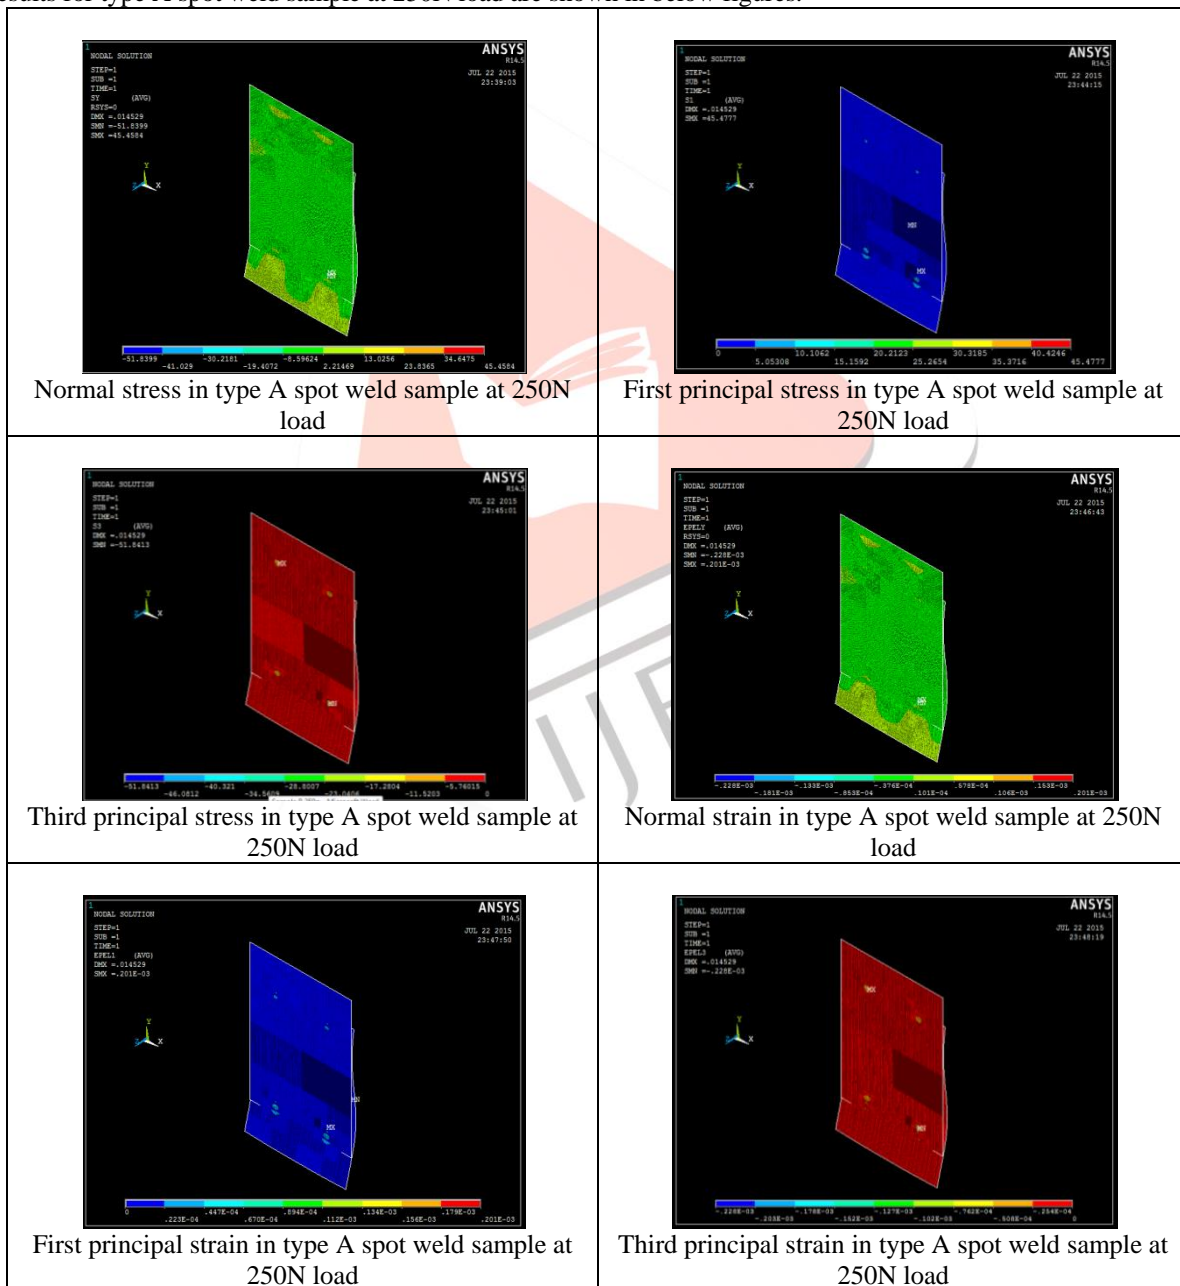 esults for type A spot weld sample at 250N load are shown in below figures.
1
NODAL SOLUTION
STEP=1
SUB =1
TIME=1
SY (AVG)
RSYS=0
DMX =.014529
SMN =-51.8399
SMX =45.4584
ANSYS
R14.5
JUL 22 2015
23:39:03
Y
Z X
MX
-51.8399 -30.2181 -8.59624 13.0256 34.6475
-41.029 -19.4072 2.21469 23.8365 45.4584
Normal stress in type A spot weld sample at 250N
load
1
NODAL SOLUTION
STEP=1
SUB =1
TIME=1
S1 (AVG)
DMX =.014529
SMX =45.4777
ANSYS
R14.5
JUL 22 2015
23:44:15
Y
Z X
MN
MX
0 10.1062 20.2123 30.3185 40.4246
5.05308 15.1592 25.2654 35.3716 45.4777
First principal stress in type A spot weld sample at
250N load
1
NODAL SOLUTION
STEP=1
SUB =1
TIME=1
S3 (AVG)
DMX =.014529
SMN =-51.8413
ANSYS
R14.5
JUL 22 2015
23:45:01
Y
Z X
MX
MN
-51.8413 -40.321 -28.8007 -17.2804 -5.76015
-46.0812 -34.5609 -23.0406 -11.5203 0
Third principal stress in type A spot weld sample at
250N load
1
NODAL SOLUTION
STEP=1
SUB =1
TIME=1
EPELY (AVG)
RSYS=0
DMX =.014529
SMN =-.228E-03
SMX =.201E-03
ANSYS
R14.5
JUL 22 2015
23:46:43
Y
Z X
-.228E-03 -.133E-03 -.376E-04 .578E-04 .153E-03
-.181E-03 -.853E-04 .101E-04 .106E-03 .201E-03
Normal strain in type A spot weld sample at 250N
load
1
NODAL SOLUTION
STEP=1
SUB =1
TIME=1
EPEL1 (AVG)
DMX =.014529
SMX =.201E-03
ANSYS
R14.5
JUL 22 2015
23:47:50
Y
Z X
MN
MX
0 .447E-04 .894E-04 .134E-03 .179E-03
.223E-04 .670E-04 .112E-03 .156E-03 .201E-03
First principal strain in type A spot weld sample at
250N load
1
NODAL SOLUTION
STEP=1
SUB =1
TIME=1
EPEL3 (AVG)
DMX =.014529
SMN =-.228E-03
ANSYS
R14.5
JUL 22 2015
23:48:19
Y
Z X
MX
MN
-.228E-03 -.178E-03 -.127E-03 -.762E-04 -.254E-04
-.203E-03 -.152E-03 -.102E-03 -.508E-04 0
Third principal strain in type A spot weld sample at
250N load